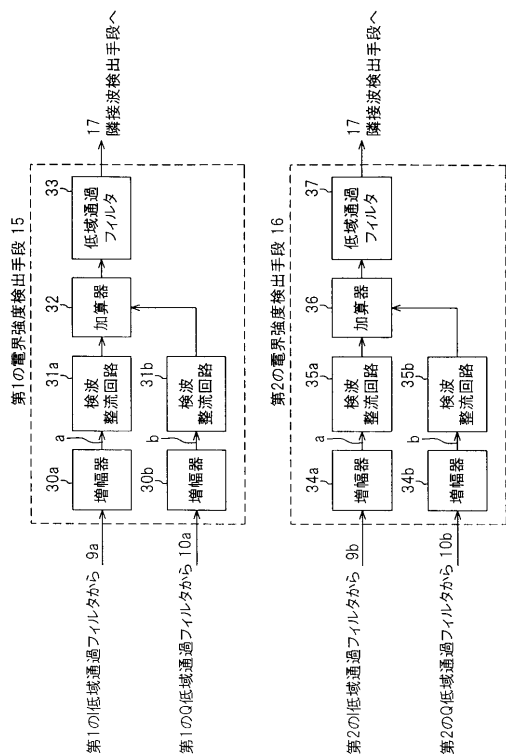 第1の電界強度検出手段 15
第1のI低域通過フィルタから 9a
30a
増幅器
a
31a
検波
整流回路
32
加算器
33
低域通過
フィルタ
17
隣接波検出手段へ
第1のQ低域通過フィルタから 10a
30b
増幅器
b
31b
検波
整流回路
第2の電界強度検出手段 16
第2のI低域通過フィルタから 9b
34a
増幅器
a
35a
検波
整流回路
36
加算器
37
低域通過
フィルタ
17
隣接波検出手段へ
第2のQ低域通過フィルタから 10b
34b
増幅器
b
35b
検波
整流回路